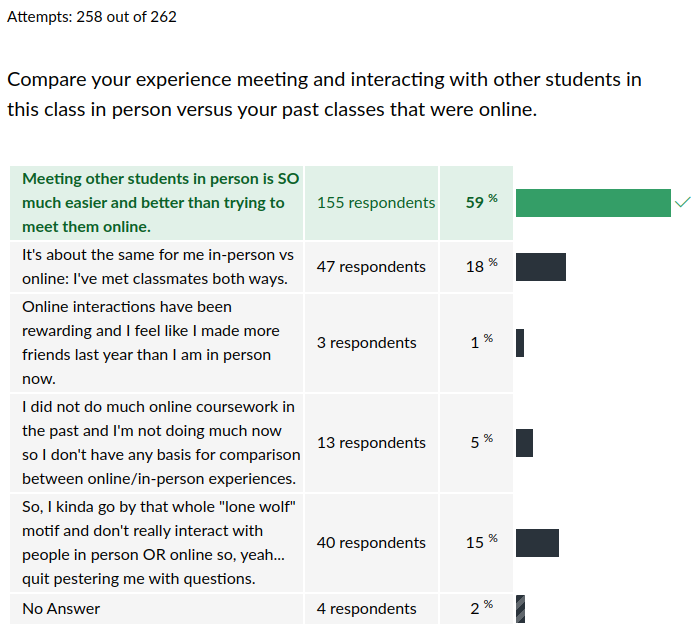 Attempts: 258 out of 262
Compare your experience meeting and interacting with other students in
this class in person versus your past classes that were online.
Meeting other students in person is SO
much easier and better than trying to
meet them online.
155 respondents
59 %
It's about the same for me in-person vs
online: I've met classmates both ways.
47 respondents
18 %
Online interactions have been
rewarding and I feel like I made more
friends last year than I am in person
now.
3 respondents
1 %
I did not do much online coursework in
the past and I'm not doing much now
so I don't have any basis for comparison
between online/in-person experiences.
13 respondents
5 %
So, I kinda go by that whole "lone wolf"
motif and don't really interact with
people in person OR online so, yeah...
quit pestering me with questions.
40 respondents
15 %
No Answer
4 respondents
2 %